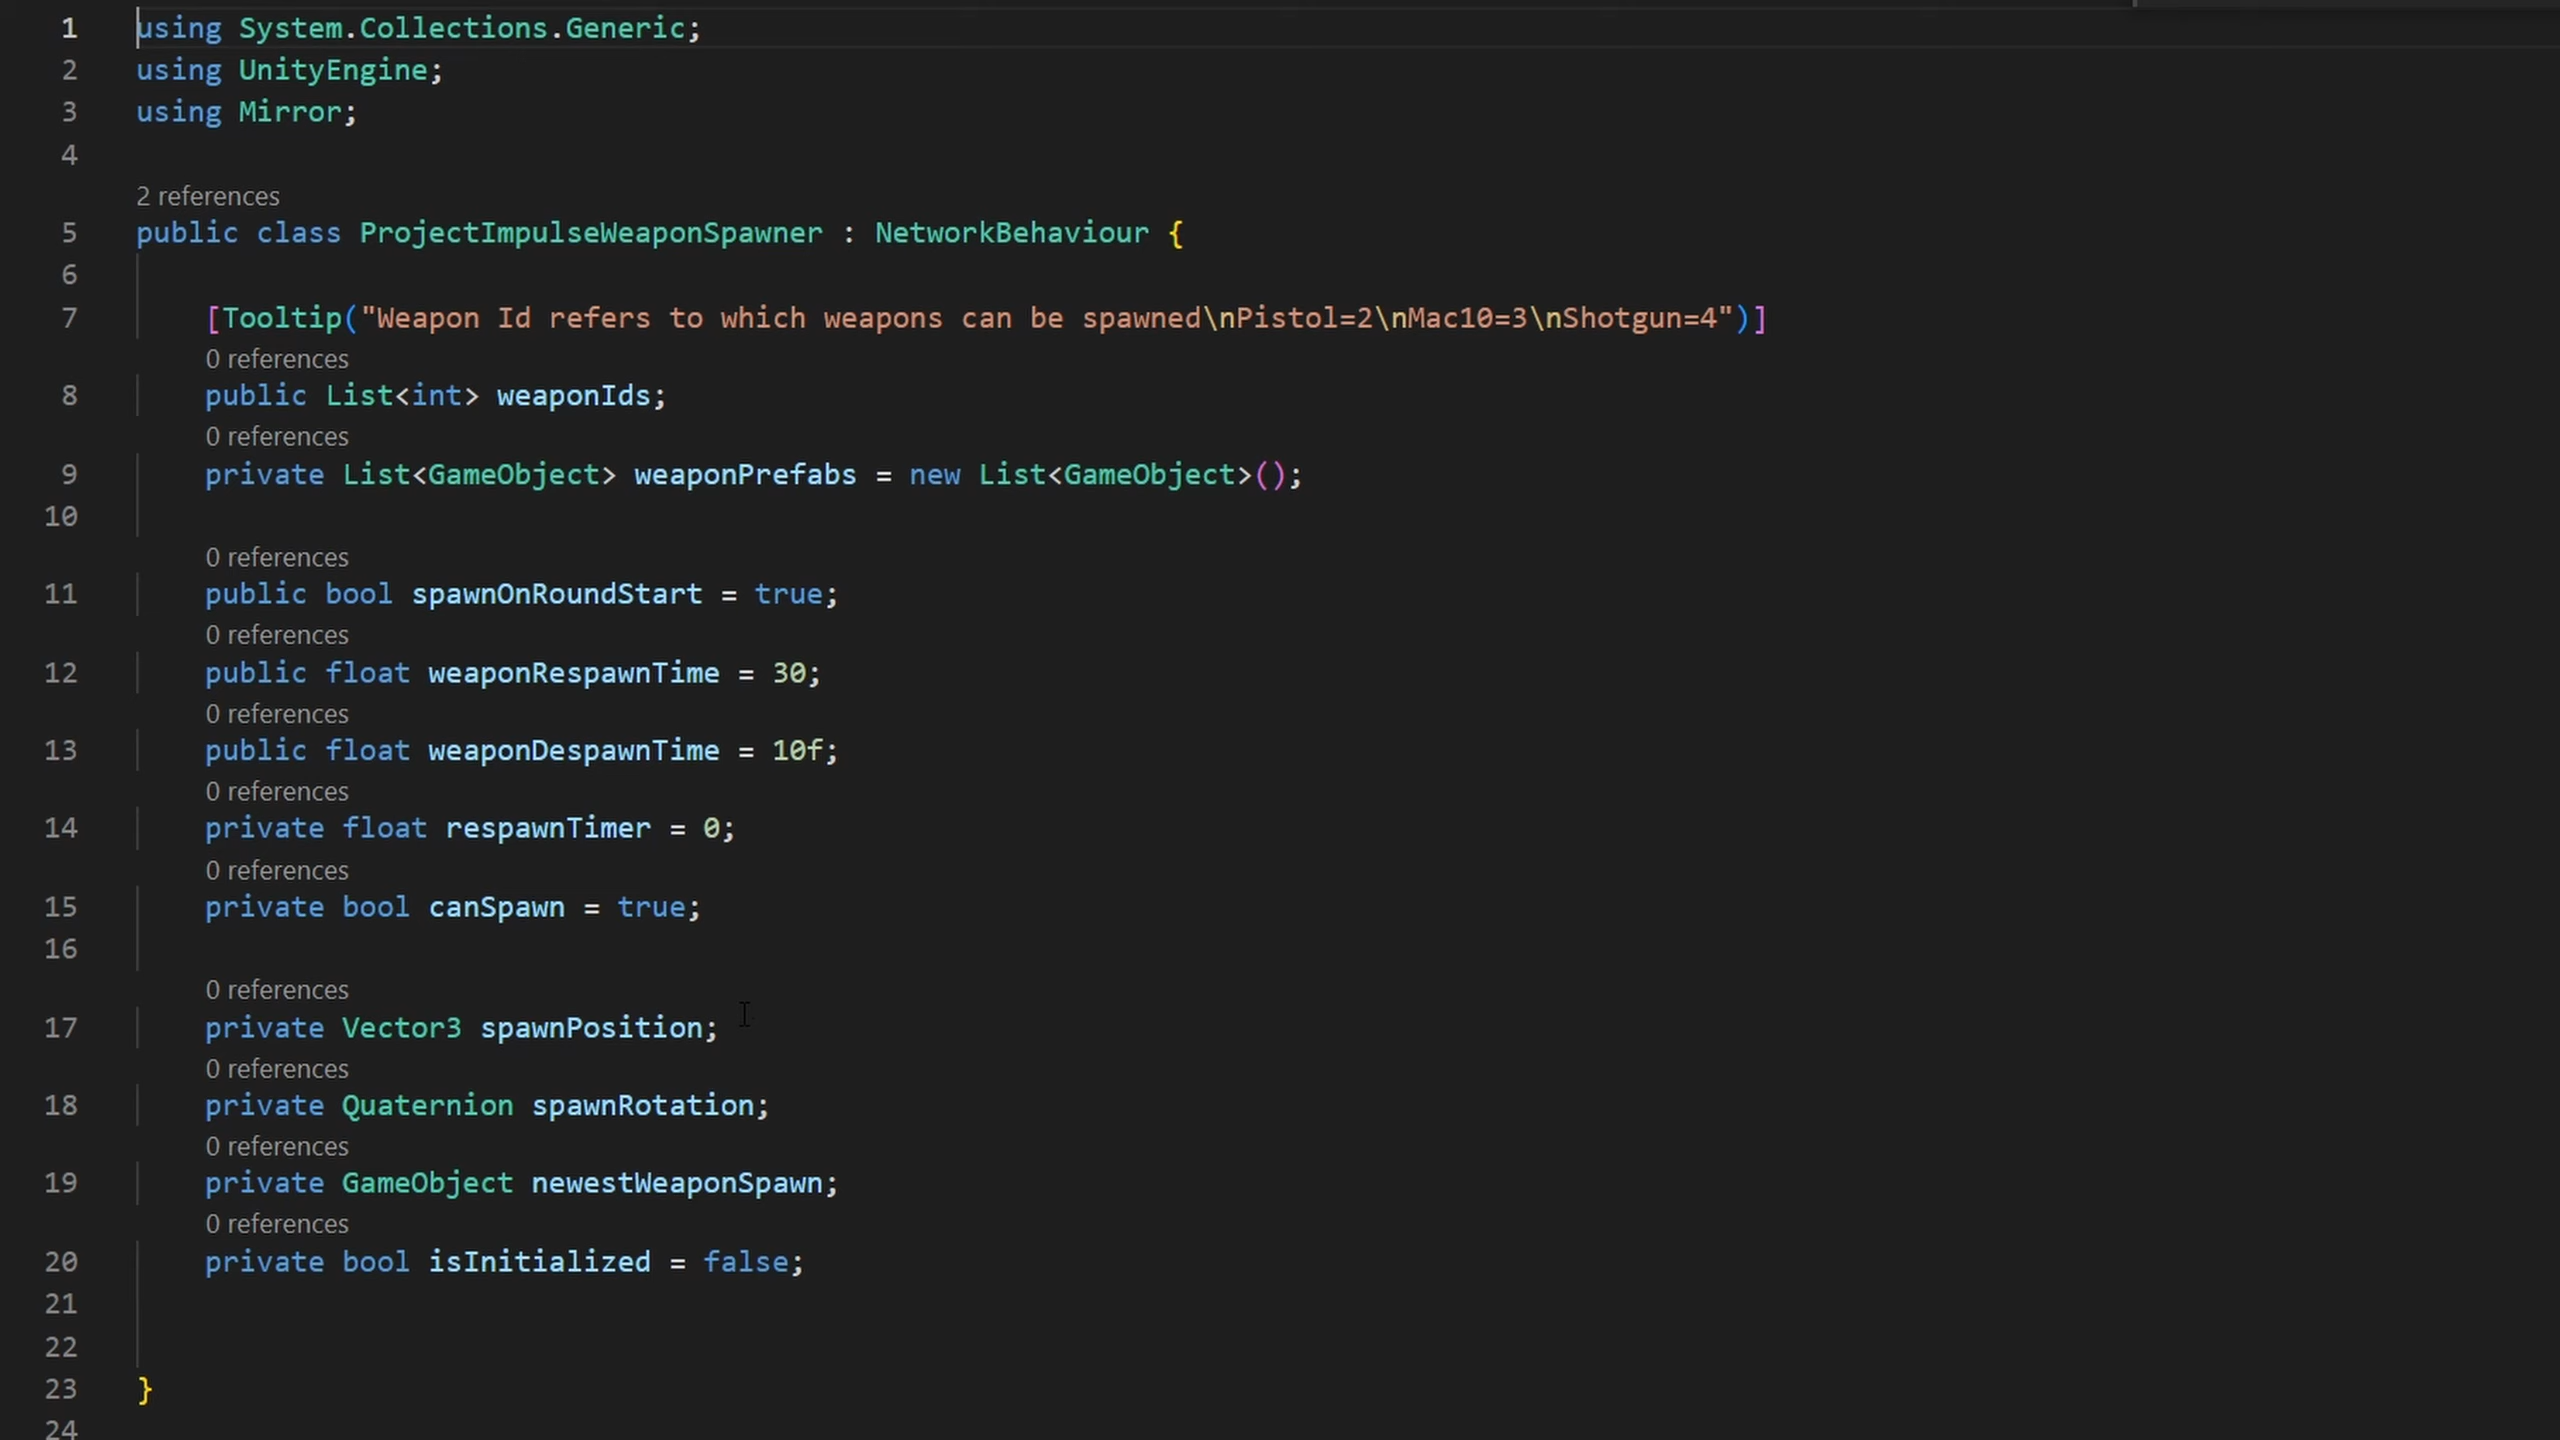 1 using System.Collections.Generic;
2 using UnityEngine;
3 using Mirror;
4
2 references
5 public class ProjectImpulseWeaponSpawner : NetworkBehaviour {
6
7 [Tooltip("Weapon Id refers to which weapons can be spawned\nPistol=2\nMac10=3\nShotgun=4")]
0 references
8 public List<int> weaponIds;
0 references
9 private List<GameObject> weaponPrefabs = new List<GameObject>();
10
0 references
11 public bool spawnOnRoundStart = true;
0 references
12 public float weaponRespawnTime = 30;
0 references
13 public float weaponDespawnTime = 10f;
0 references
14 private float respawnTimer = 0;
0 references
15 private bool canSpawn = true;
16
0 references
17 private Vector3 spawnPosition;
0 references
18 private Quaternion spawnRotation;
0 references
19 private GameObject newestWeaponSpawn;
0 references
20 private bool isInitialized = false;
21
22
23 }
24